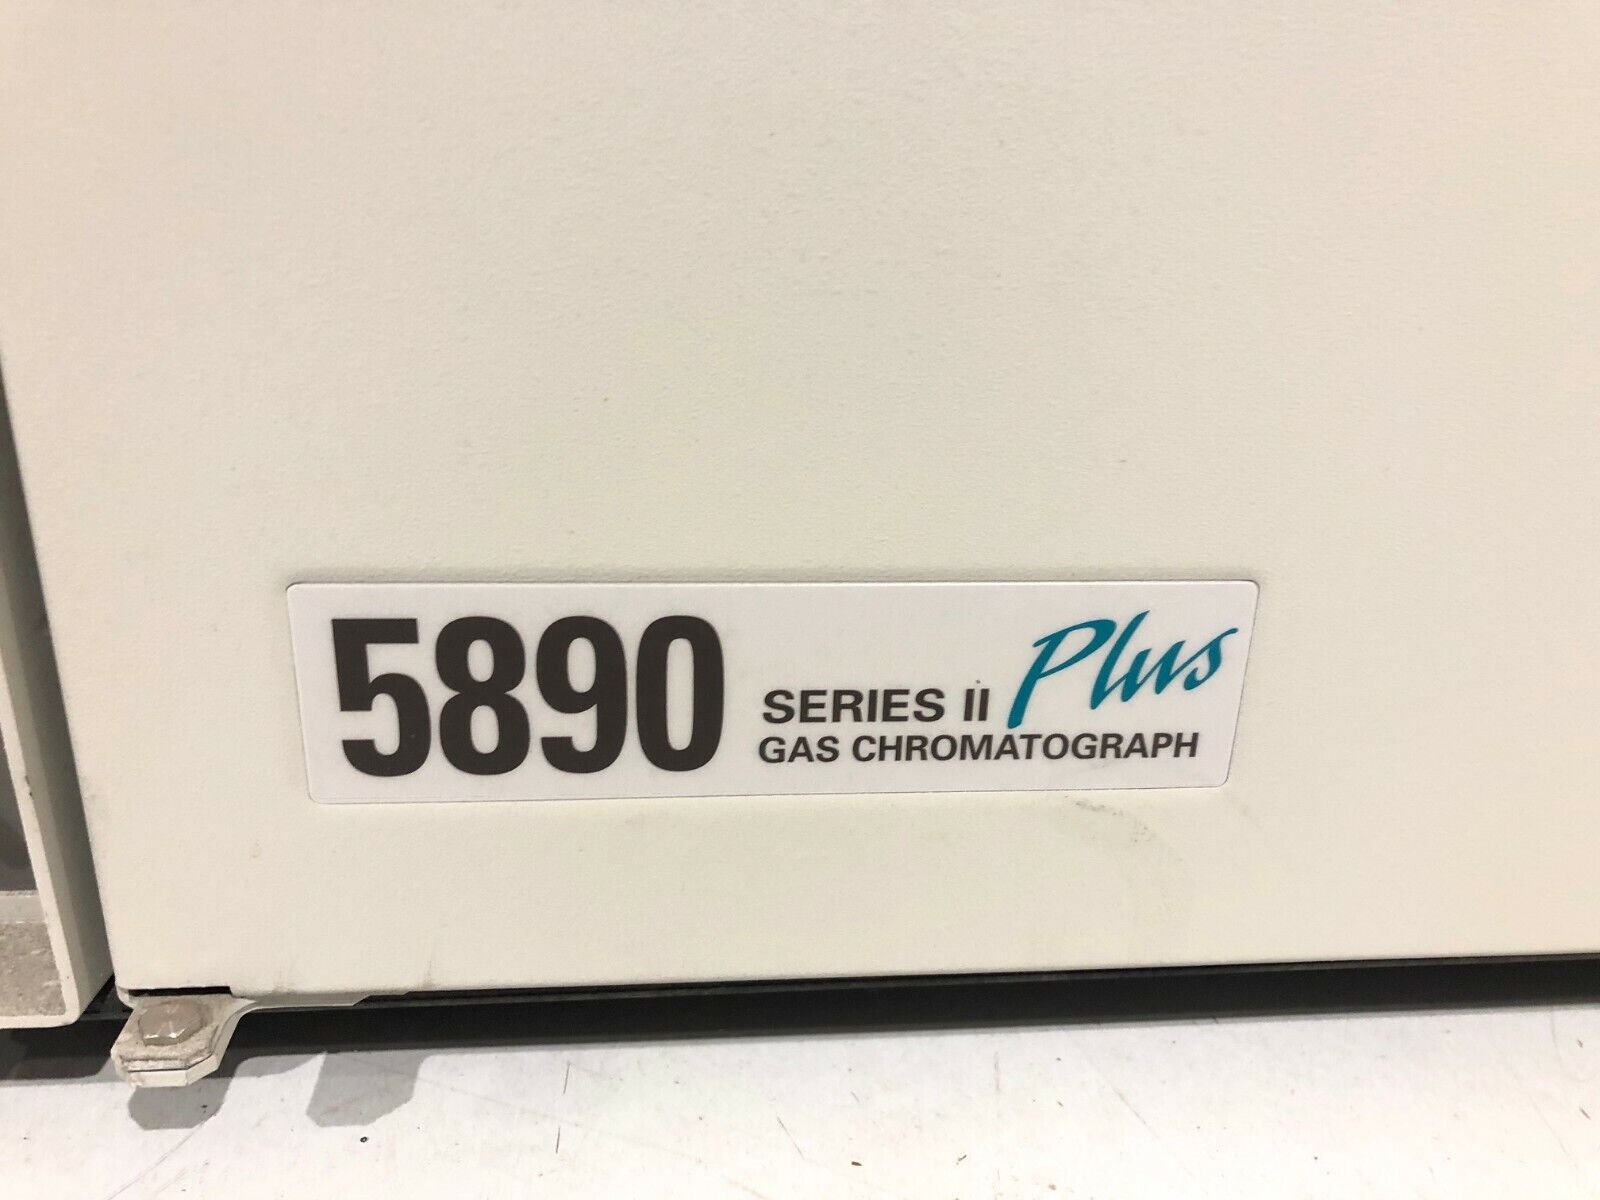 5890 SERIES II Plus
GAS CHROMATOGRAPH